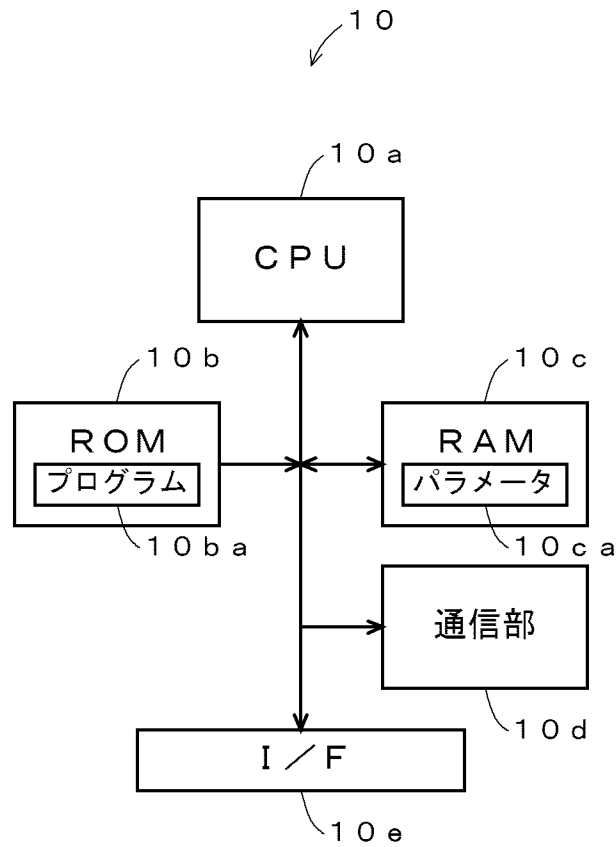 １０
１０ａ
ＣＰＵ
１０ｂ
１０ｃ
ＲＯＭ
プログラム
ＲＡＭ
パラメータ
１０ｂａ
１０ｃａ
通信部
１０ｄ
Ｉ／Ｆ
１０ｅ